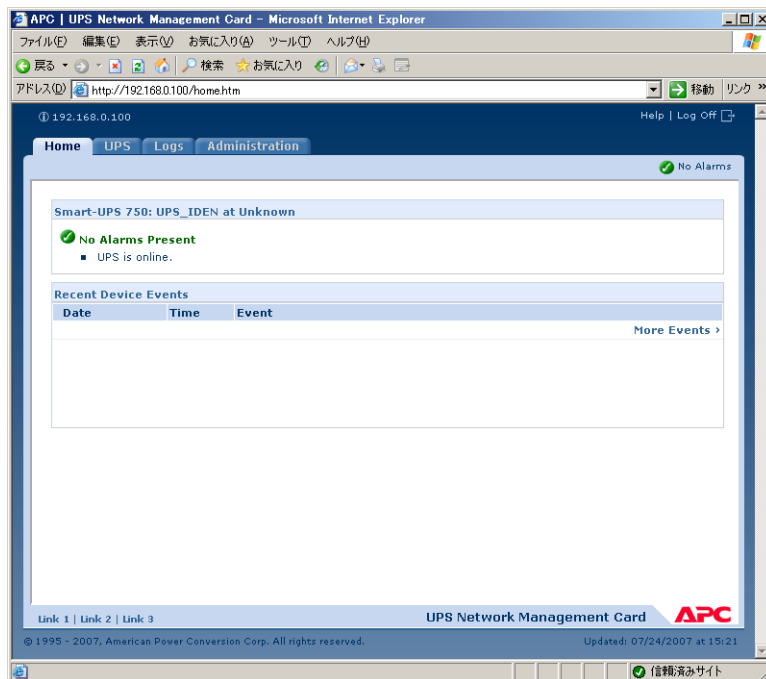 APC | UPS Network Management Card - Microsoft Internet Explorer
ファイル(F) 編集(E) 表示(V) お気に入り(A) ツール(T) ヘルプ(H)
戻る 検索 お気に入り
アドレス(D) http://192.168.0.100/home.htm 移動 リンク »
192.168.0.100 Help | Log Off
Home UPS Logs Administration
No Alarms
Smart-UPS 750: UPS_IDEN at Unknown
No Alarms Present
UPS is online.
Recent Device Events
Date Time Event
More Events ›
Link 1 | Link 2 | Link 3 UPS Network Management Card APC
© 1995 - 2007, American Power Conversion Corp. All rights reserved. Updated: 07/24/2007 at 15:21
信頼済みサイト